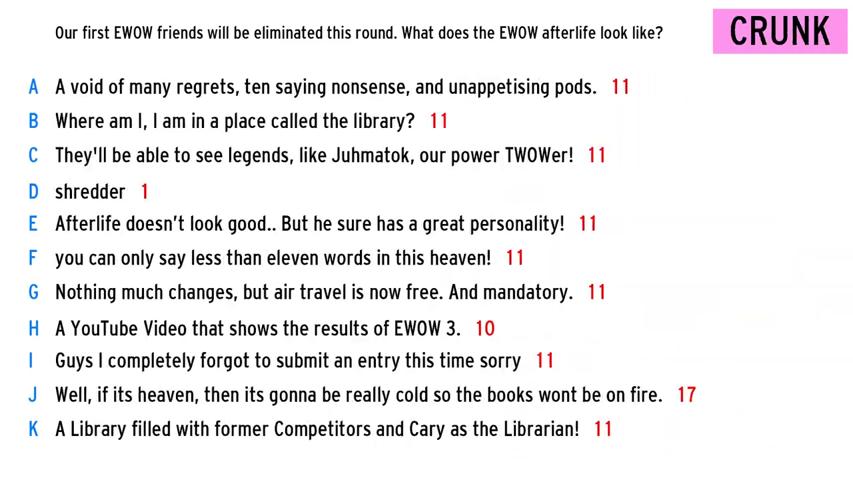 Our first EWOW friends will be eliminated this round. What does the EWOW afterlife look like?
CRUNK
A A void of many regrets, ten saying nonsense, and unappetising pods. 11
B Where am I, I am in a place called the library? 11
C They'll be able to see legends, like Juhmatok, our power TWOWer! 11
D shredder 1
E Afterlife doesn’t look good.. But he sure has a great personality! 11
F you can only say less than eleven words in this heaven! 11
G Nothing much changes, but air travel is now free. And mandatory. 11
H A YouTube Video that shows the results of EWOW 3. 10
I Guys I completely forgot to submit an entry this time sorry 11
J Well, if its heaven, then its gonna be really cold so the books wont be on fire. 17
K A Library filled with former Competitors and Cary as the Librarian! 11